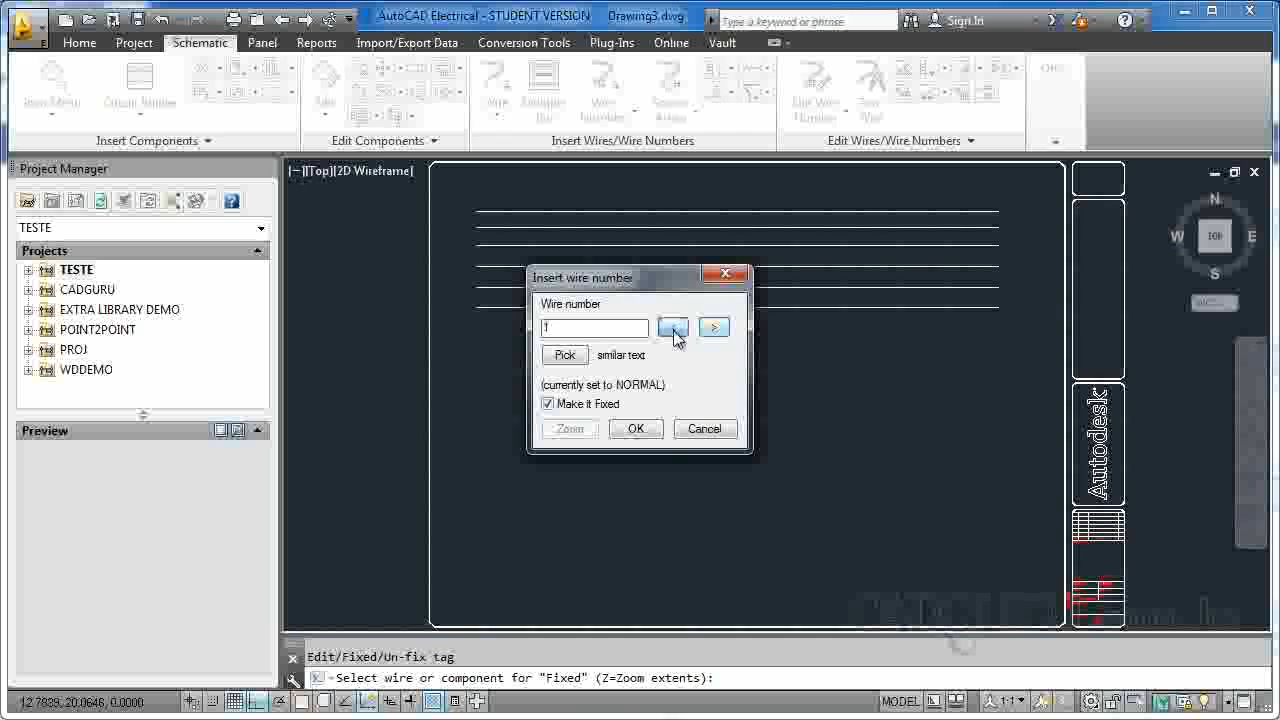 AutoCAD Electrical - STUDENT VERSION Drawing3.dwg
Type a keyword or phrase
Sign In
Home Project Schematic Panel Reports Import/Export Data Conversion Tools Plug-Ins Online Vault
Insert Components Edit Components Insert Wires/Wire Numbers Edit Wires/Wire Numbers
Project Manager
TESTE
Projects
TESTE
CADGURU
EXTRA LIBRARY DEMO
POINT2POINT
PROJ
WDDEMO
Preview
[−][Top][2D Wireframe]
N
W TOP E
S
Insert wire number
Wire number
>
Pick similar text
(currently set to NORMAL)
Make it Fixed
Zoom OK Cancel
Autodesk
Edit/Fixed/Un-fix tag
Select wire or component for "Fixed" (Z=Zoom extents):
12.7839, 20.0646, 0.0000
MODEL
1:1